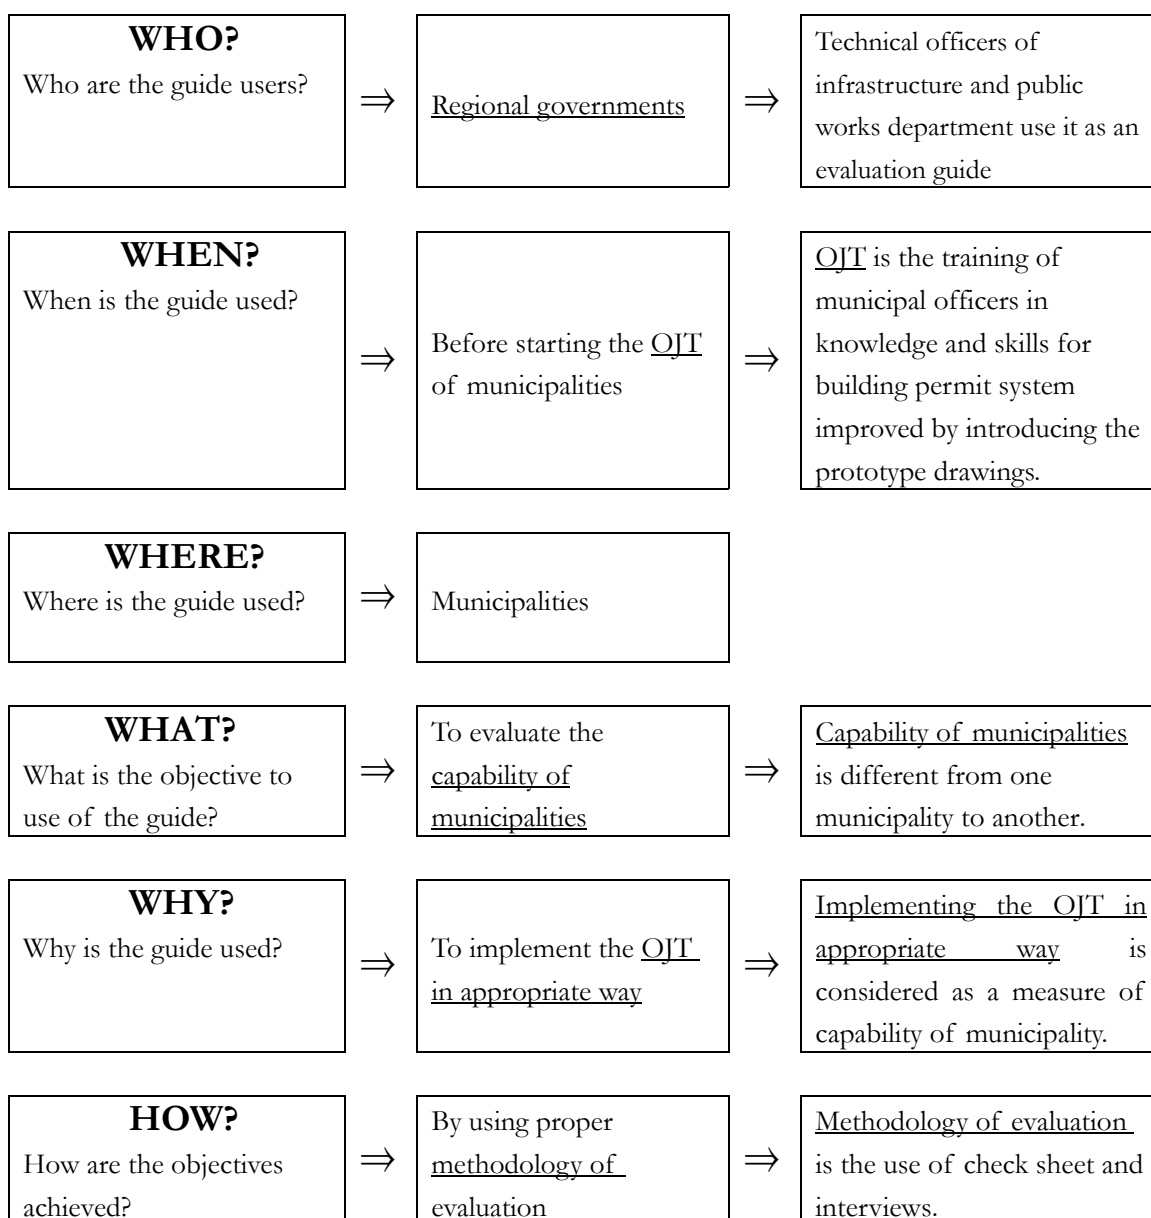 WHO?
Who are the guide users?
⇒
Regional governments
⇒
Technical officers of
infrastructure and public
works department use it as an
evaluation guide
WHEN?
When is the guide used?
⇒
Before starting the OJT
of municipalities
⇒
OJT is the training of
municipal officers in
knowledge and skills for
building permit system
improved by introducing the
prototype drawings.
WHERE?
Where is the guide used?
⇒
Municipalities
WHAT?
What is the objective to
use of the guide?
⇒
To evaluate the
capability of
municipalities
⇒
Capability of municipalities
is different from one
municipality to another.
WHY?
Why is the guide used?
⇒
To implement the OJT
in appropriate way
⇒
Implementing the OJT in
appropriate way is
considered as a measure of
capability of municipality.
HOW?
How are the objectives
achieved?
⇒
By using proper
methodology of
evaluation
⇒
Methodology of evaluation
is the use of check sheet and
interviews.